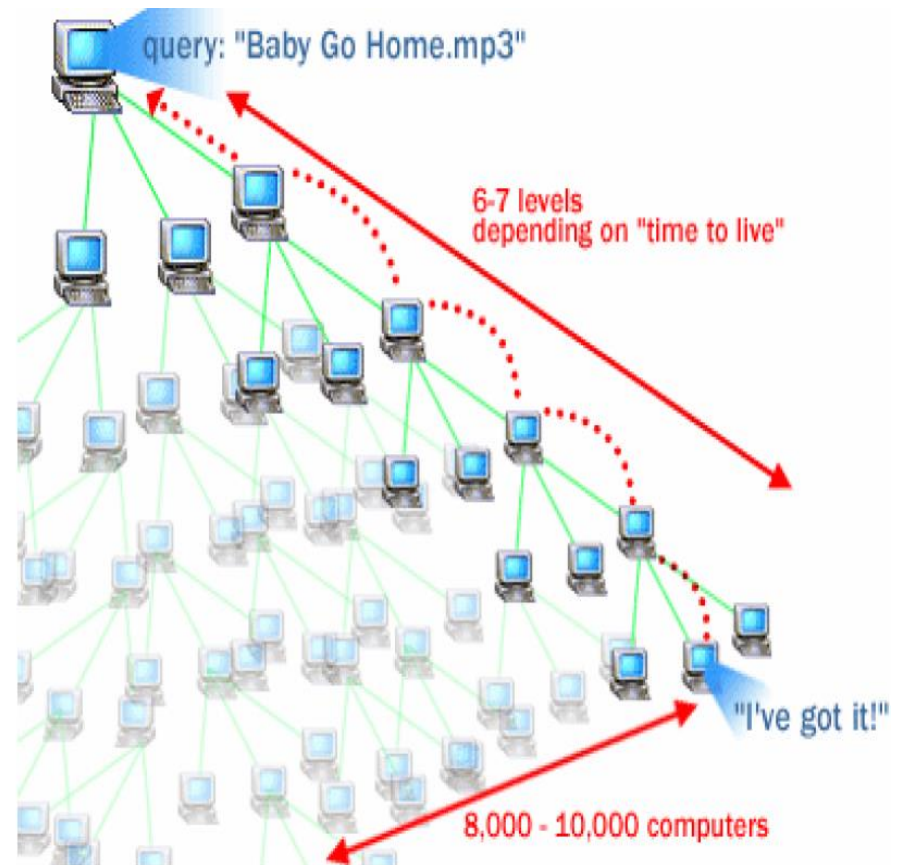 query: "Baby Go Home.mp3"
6-7 levels
depending on "time to live"
"I've got it!"
8,000 - 10,000 computers